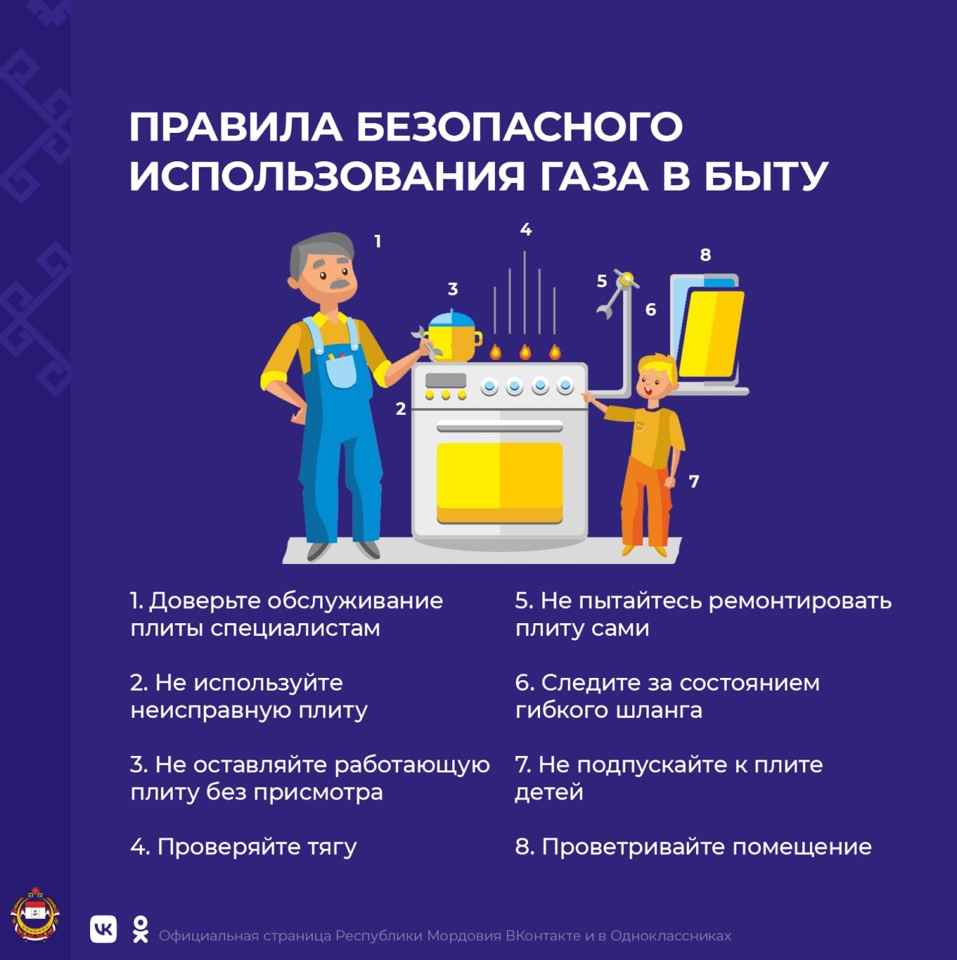 ПРАВИЛА БЕЗОПАСНОГО
ИСПОЛЬЗОВАНИЯ ГАЗА В БЫТУ
1
2
3
4
5
6
7
8
1. Доверьте обслуживание
плиты специалистам
2. Не используйте
неисправную плиту
3. Не оставляйте работающую
плиту без присмотра
4. Проверяйте тягу
5. Не пытайтесь ремонтировать
плиту сами
6. Следите за состоянием
гибкого шланга
7. Не подпускайте к плите
детей
8. Проветривайте помещение
Официальная страница Республики Мордовия ВКонтакте и в Одноклассниках